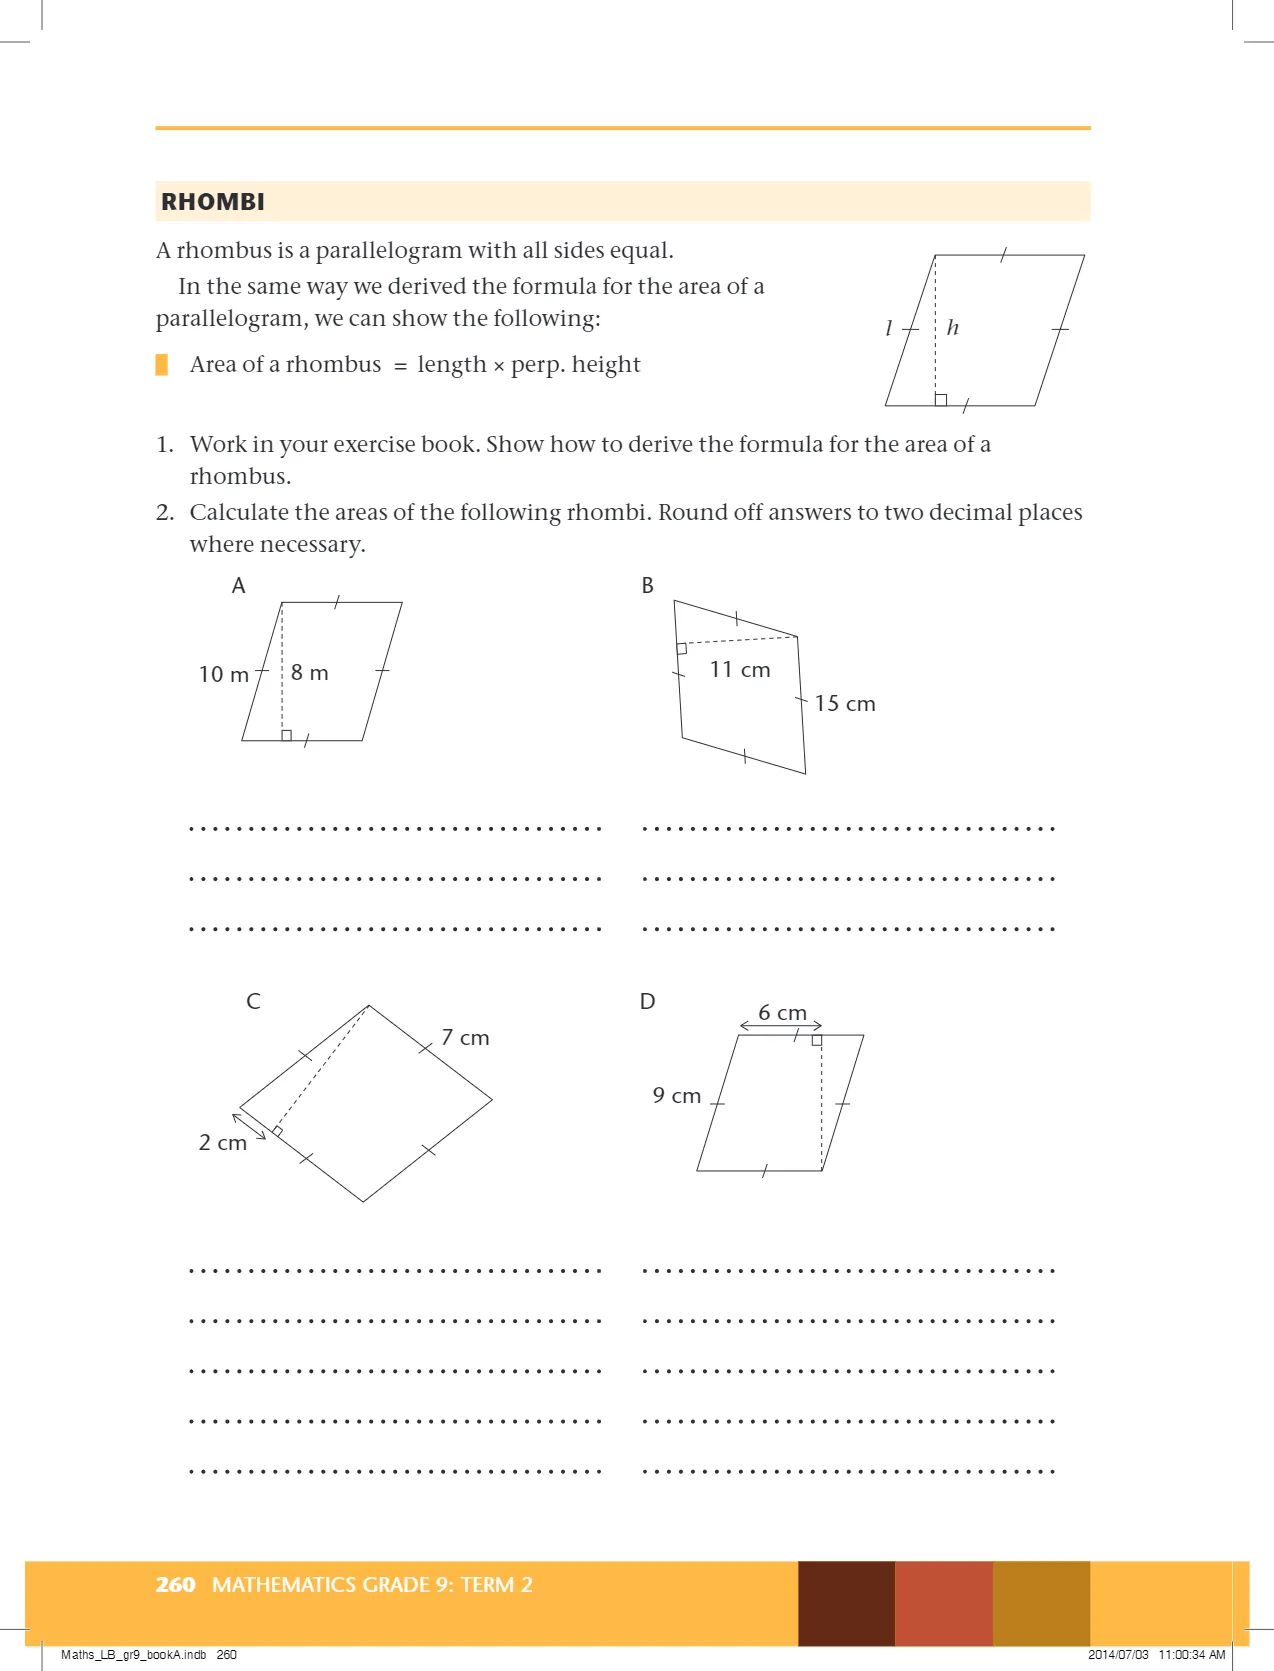 RHOMBI
A rhombus is a parallelogram with all sides equal.
In the same way we derived the formula for the area of a
parallelogram, we can show the following:
Area of a rhombus = length × perp. height
l
h
1. Work in your exercise book. Show how to derive the formula for the area of a
rhombus.
2. Calculate the areas of the following rhombi. Round off answers to two decimal places
where necessary.
A
10 m
8 m
B
11 cm
15 cm
C
7 cm
2 cm
D
6 cm
9 cm
260 MATHEMATICS GRADE 9: TERM 2
Maths_LB_gr9_bookA.indb 260
2014/07/03 11:00:34 AM